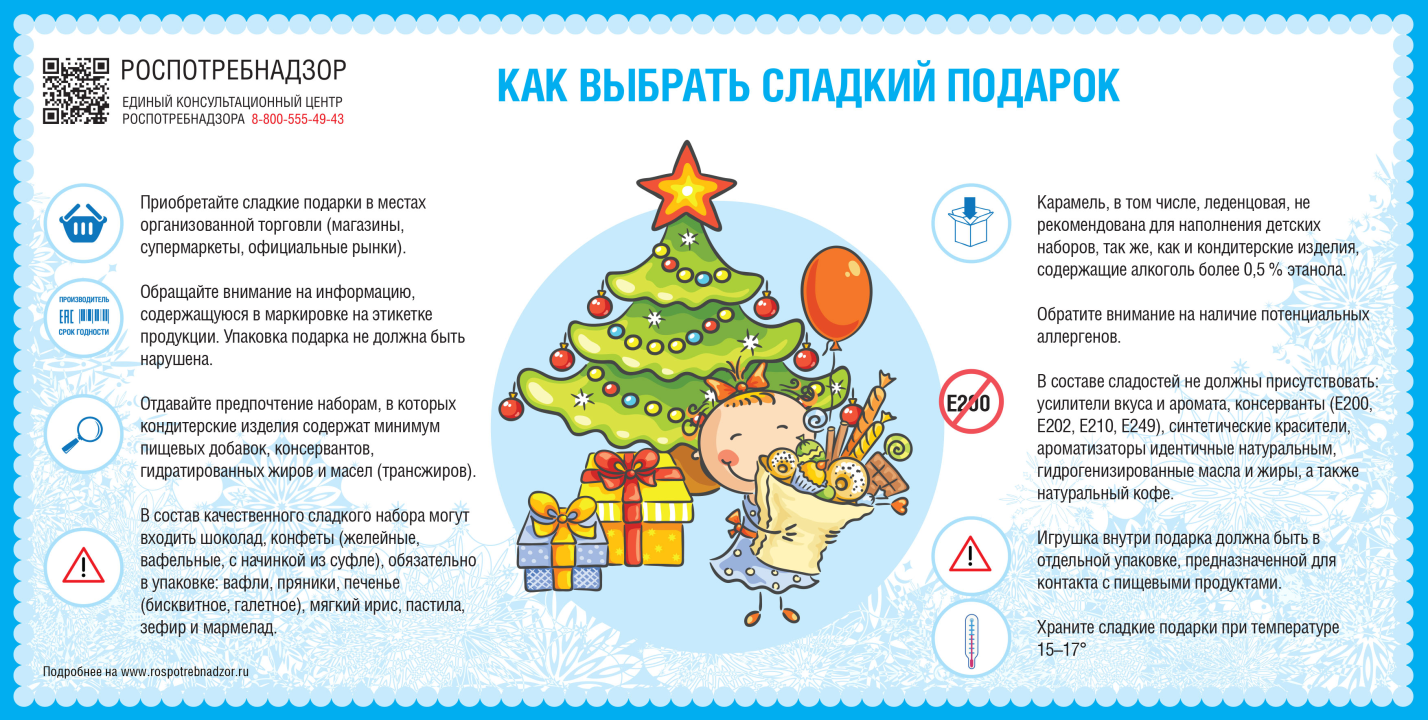 РОСПОТРЕБНАДЗОР
ЕДИНЫЙ КОНСУЛЬТАЦИОННЫЙ ЦЕНТР
РОСПОТРЕБНАДЗОРА 8-800-555-49-43
КАК ВЫБРАТЬ СЛАДКИЙ ПОДАРОК
Приобретайте сладкие подарки в местах
организованной торговли (магазины,
супермаркеты, официальные рынки).
ПРОИЗВОДИТЕЛЬ
EAC
СРОК ГОДНОСТИ
Обращайте внимание на информацию,
содержащуюся в маркировке на этикетке
продукции. Упаковка подарка не должна быть
нарушена.
Отдавайте предпочтение наборам, в которых
кондитерские изделия содержат минимум
пищевых добавок, консервантов,
гидратированных жиров и масел (трансжиров).
В состав качественного сладкого набора могут
входить шоколад, конфеты (желейные,
вафельные, с начинкой из суфле), обязательно
в упаковке: вафли, пряники, печенье
(бисквитное, галетное), мягкий ирис, пастила,
зефир и мармелад.
Подробнее на www.rospotrebnadzor.ru
Карамель, в том числе, леденцовая, не
рекомендована для наполнения детских
наборов, так же, как и кондитерские изделия,
содержащие алкоголь более 0,5 % этанола.
Обратите внимание на наличие потенциальных
аллергенов.
E200
В составе сладостей не должны присутствовать:
усилители вкуса и аромата, консерванты (Е200,
Е202, Е210, Е249), синтетические красители,
ароматизаторы идентичные натуральным,
гидрогенизированные масла и жиры, а также
натуральный кофе.
Игрушка внутри подарка должна быть в
отдельной упаковке, предназначенной для
контакта с пищевыми продуктами.
Храните сладкие подарки при температуре
15–17°